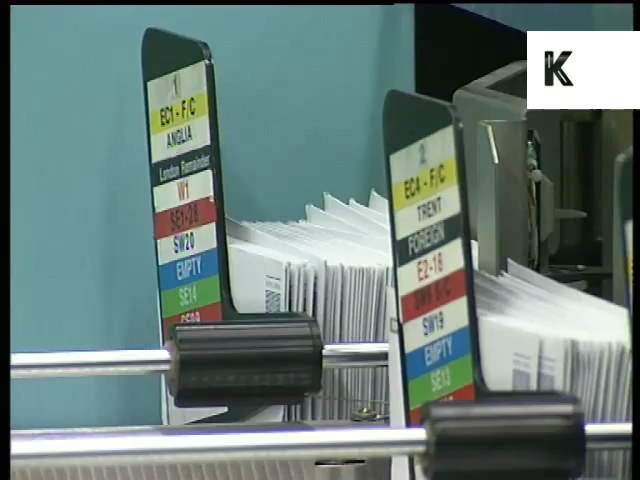 K
1
EC1 - F/C
ANGLIA
London Remainder
W1
SE1-28
SW20
EMPTY
SE14
2
EC4 - F/C
TRENT
FOREIGN
E2-18
SW19
EMPTY
SE13